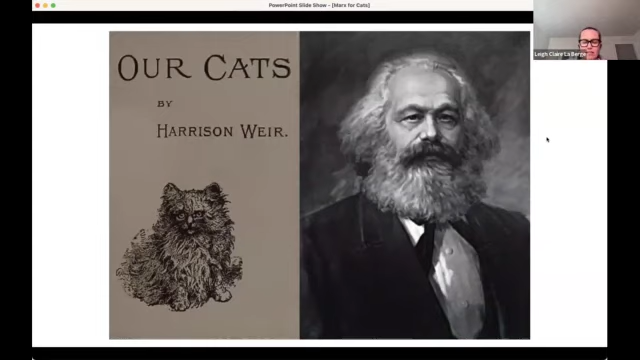 PowerPoint Slide Show - [Marx for Cats]
Leigh Claire La Berge
OUR CATS
BY
HARRISON WEIR.